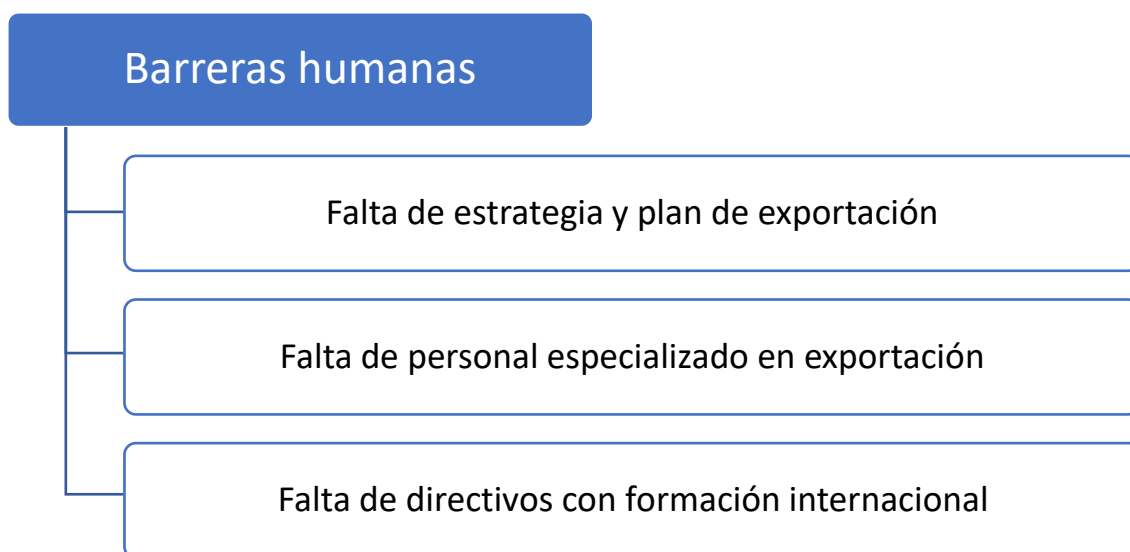 Barreras humanas
Falta de estrategia y plan de exportación
Falta de personal especializado en exportación
Falta de directivos con formación internacional